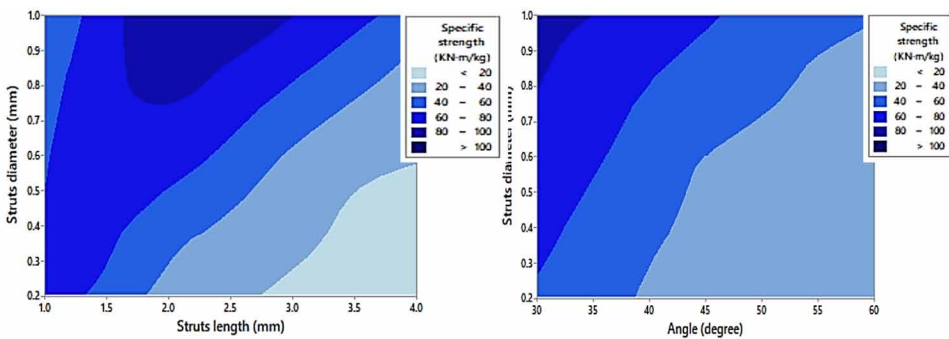 Struts diameter (mm)
1.0
0.9
0.8
0.7
0.6
0.5
0.4
0.3
0.2
1.0
1.5
2.0
2.5
3.0
3.5
4.0
Struts length (mm)
Specific
strength
(KN·m/kg)
< 20
20 – 40
40 – 60
60 – 80
80 – 100
> 100
Struts diameter (mm)
1.0
0.9
0.8
0.7
0.6
0.5
0.4
0.3
0.2
30
35
40
45
50
55
60
Angle (degree)
Specific
strength
(KN·m/kg)
< 20
20 – 40
40 – 60
60 – 80
80 – 100
> 100